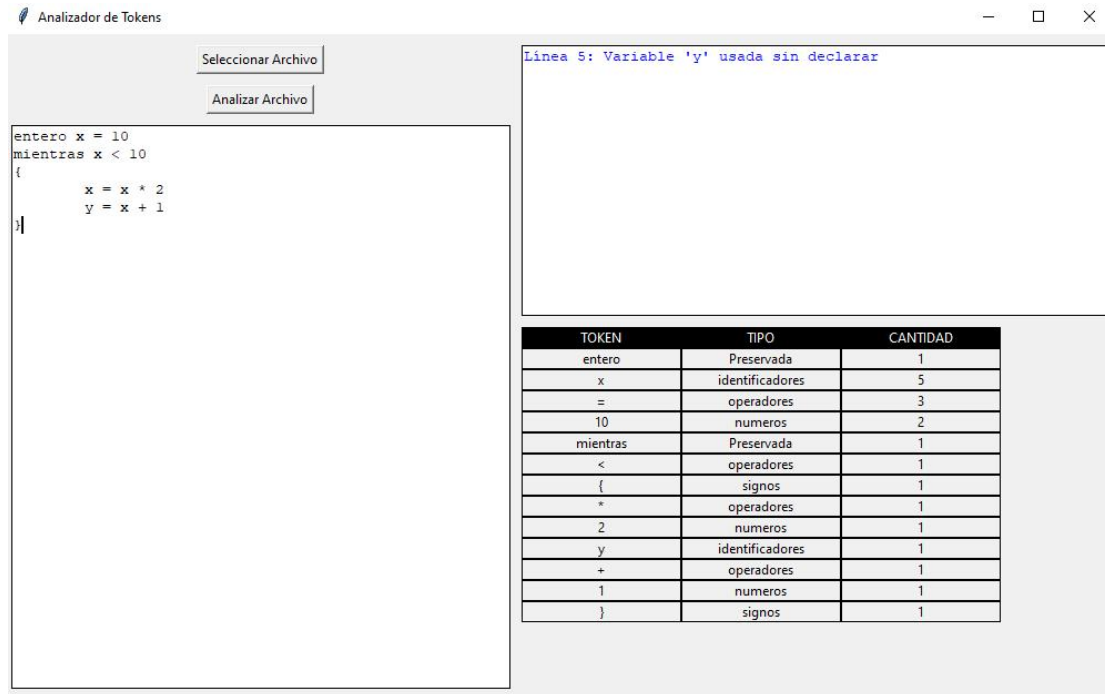 Analizador de Tokens
Seleccionar Archivo
Analizar Archivo
entero x = 10
mientras x < 10
{
x = x * 2
y = x + 1
}
Línea 5: Variable 'y' usada sin declarar
TOKEN TIPO CANTIDAD
entero Preservada 1
x identificadores 5
= operadores 3
10 numeros 2
mientras Preservada 1
< operadores 1
{ signos 1
* operadores 1
2 numeros 1
y identificadores 1
+ operadores 1
1 numeros 1
} signos 1